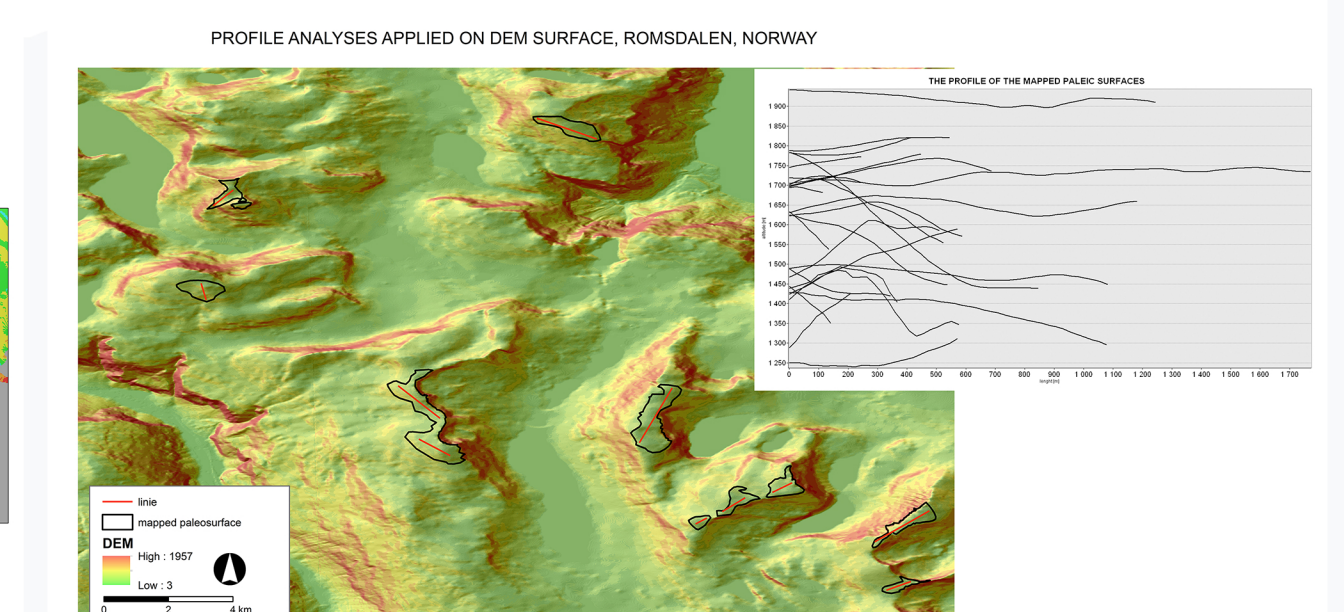 PROFILE ANALYSES APPLIED ON DEM SURFACE, ROMSDALEN, NORWAY
THE PROFILE OF THE MAPPED PALEIC SURFACES
1 900
1 850
1 800
1 750
1 700
1 650
1 600
1 550
1 500
1 450
1 400
1 350
1 300
1 250
altitude [m]
0 100 200 300 400 500 600 700 800 900 1 000 1 100 1 200 1 300 1 400 1 500 1 600 1 700
lenght [m]
linie
mapped paleosurface
DEM
High : 1957
Low : 3
0 2 4 km